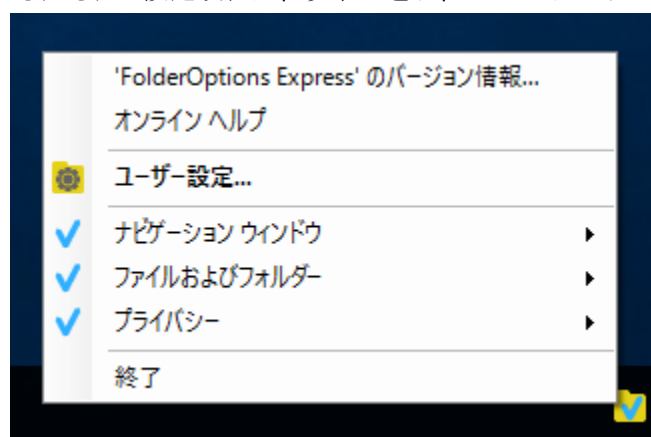 'FolderOptions Express' のバージョン情報...
オンライン ヘルプ
ユーザー設定...
ナビゲーション ウィンドウ
ファイルおよびフォルダー
プライバシー
終了